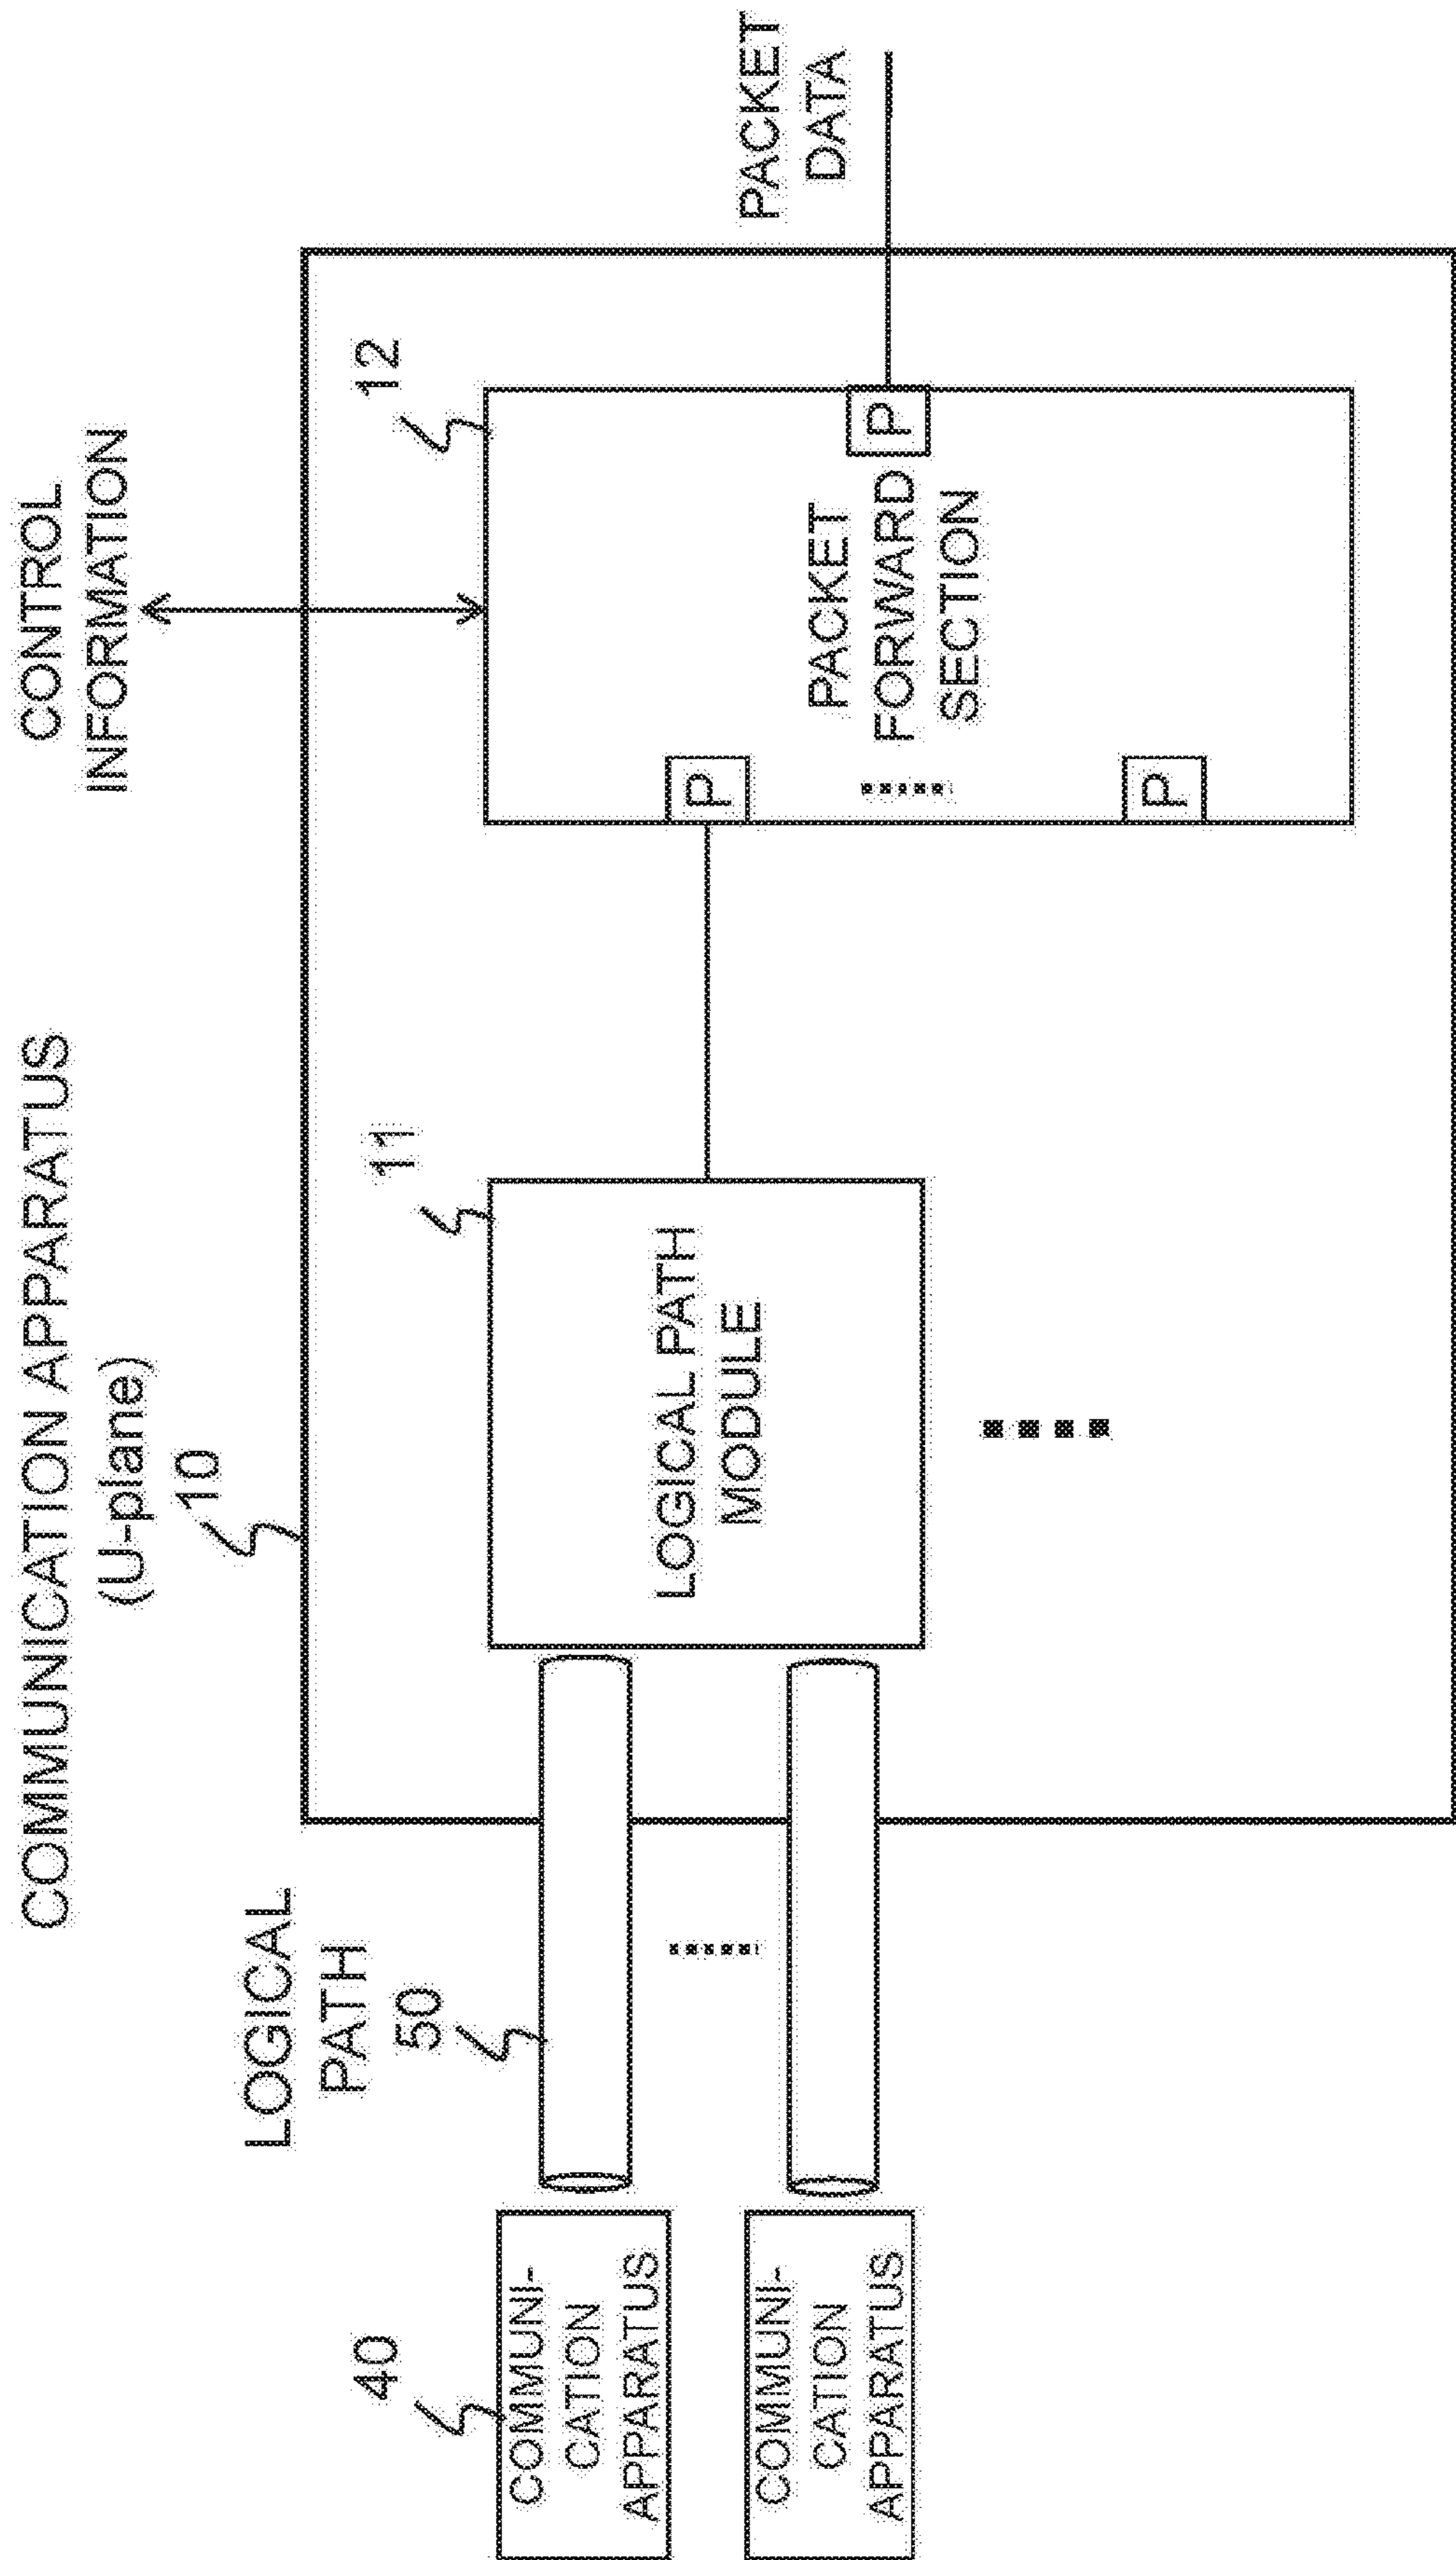 COMMUNICATION APPARATUS
(U-plane)
10
CONTROL
INFORMATION
LOGICAL
PATH
50
40
COMMUNI-
CATION
APPARATUS
COMMUNI-
CATION
APPARATUS
11
LOGICAL PATH
MODULE
12
P
P
P
PACKET
FORWARD
SECTION
PACKET
DATA